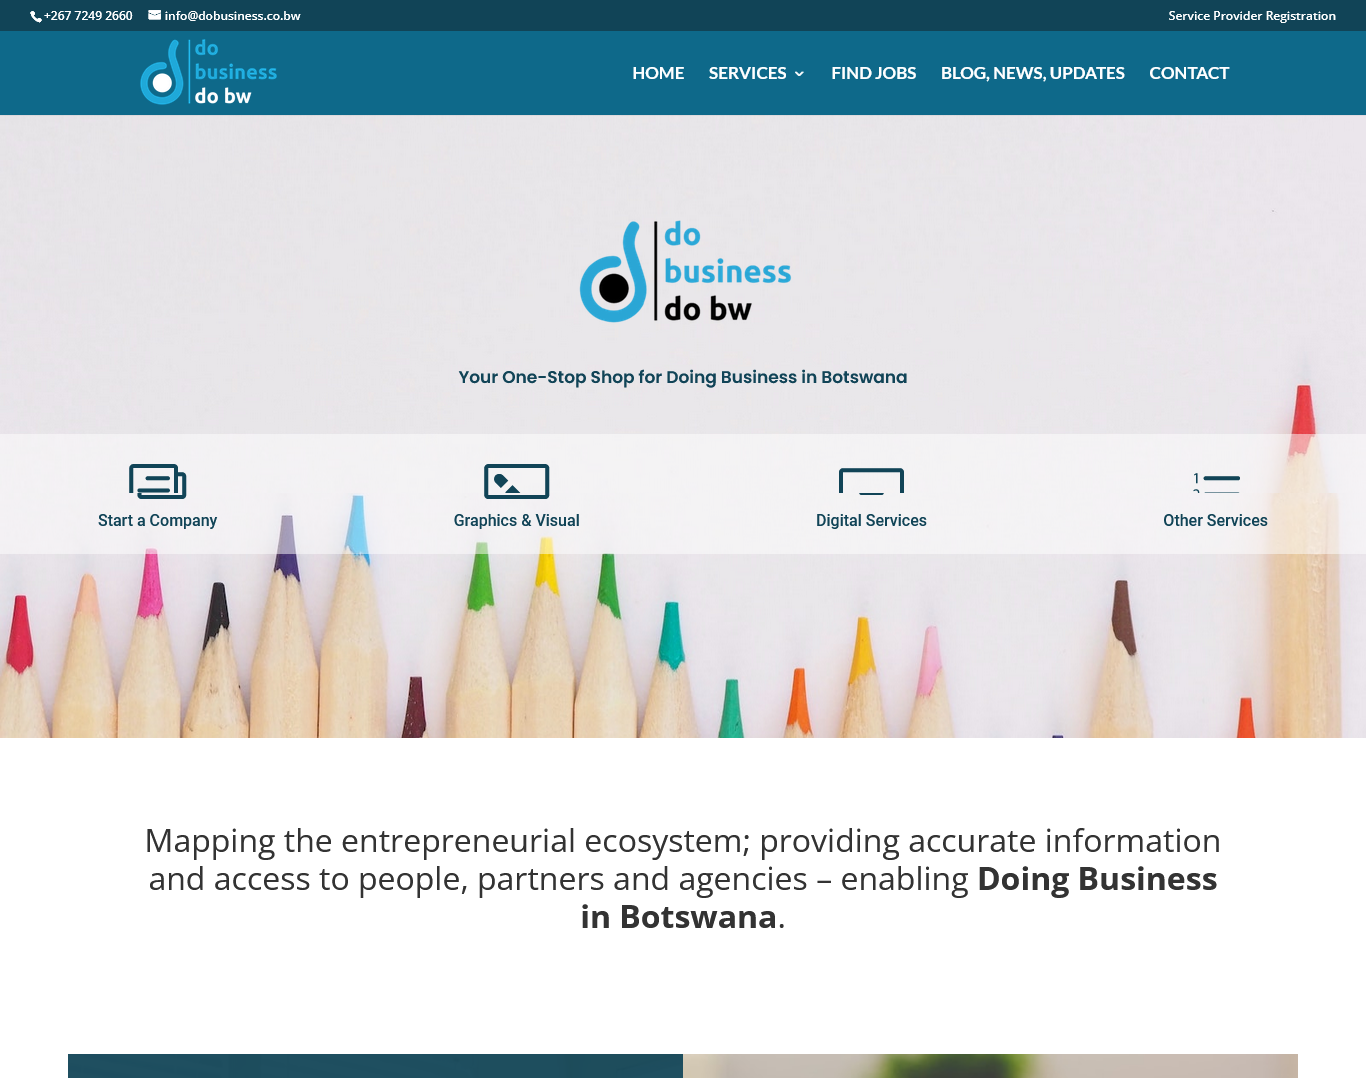 +267 7249 2660
info@dobusiness.co.bw
Service Provider Registration
do
business
do bw
HOME
SERVICES
FIND JOBS
BLOG, NEWS, UPDATES
CONTACT
do
business
do bw
Your One-Stop Shop for Doing Business in Botswana
Start a Company
Graphics & Visual
Digital Services
1
Other Services
Mapping the entrepreneurial ecosystem; providing accurate information
and access to people, partners and agencies – enabling Doing Business
in Botswana.